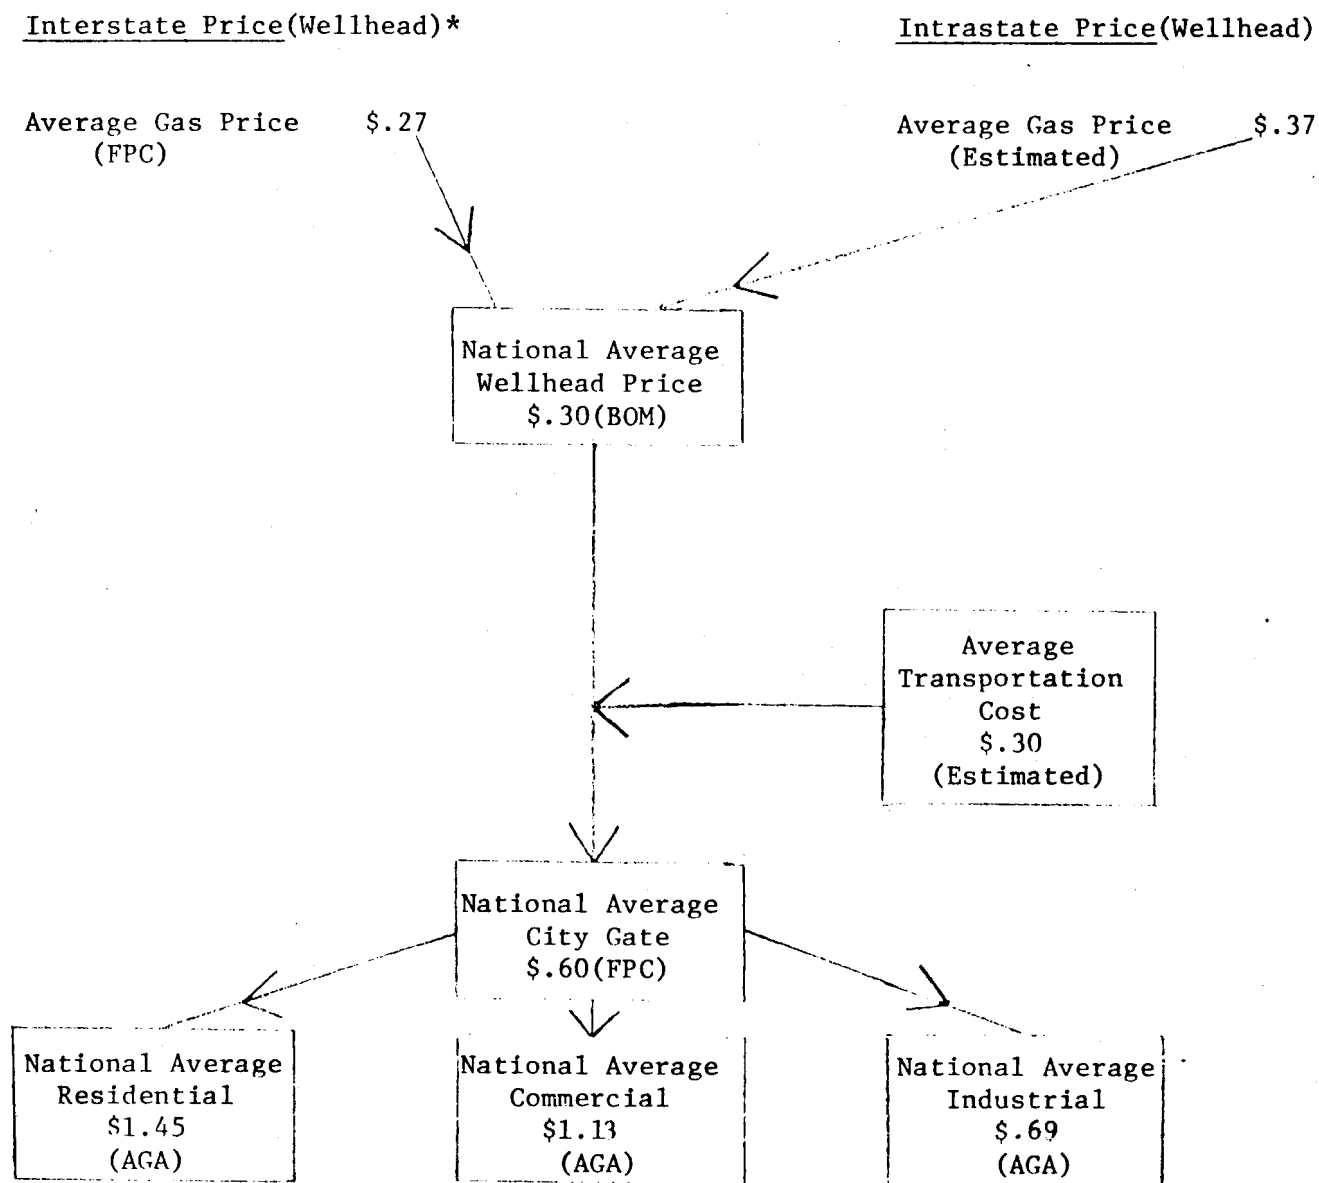 Interstate Price(Wellhead)*
Intrastate Price(Wellhead)
Average Gas Price $.27
(FPC)
Average Gas Price $.37
(Estimated)
National Average
Wellhead Price
$.30(BOM)
Average
Transportation
Cost
$.30
(Estimated)
National Average
City Gate
$.60(FPC)
National Average
Residential
$1.45
(AGA)
National Average
Commercial
$1.13
(AGA)
National Average
Industrial
$.69
(AGA)